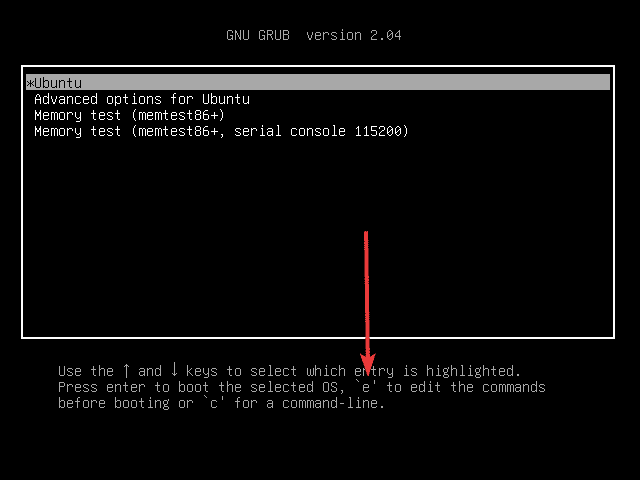 GNU GRUB  version 2.04
*Ubuntu
Advanced options for Ubuntu
Memory test (memtest86+)
Memory test (memtest86+, serial console 115200)
Use the ↑ and ↓ keys to select which entry is highlighted.
Press enter to boot the selected OS, `e' to edit the commands
before booting or `c' for a command-line.